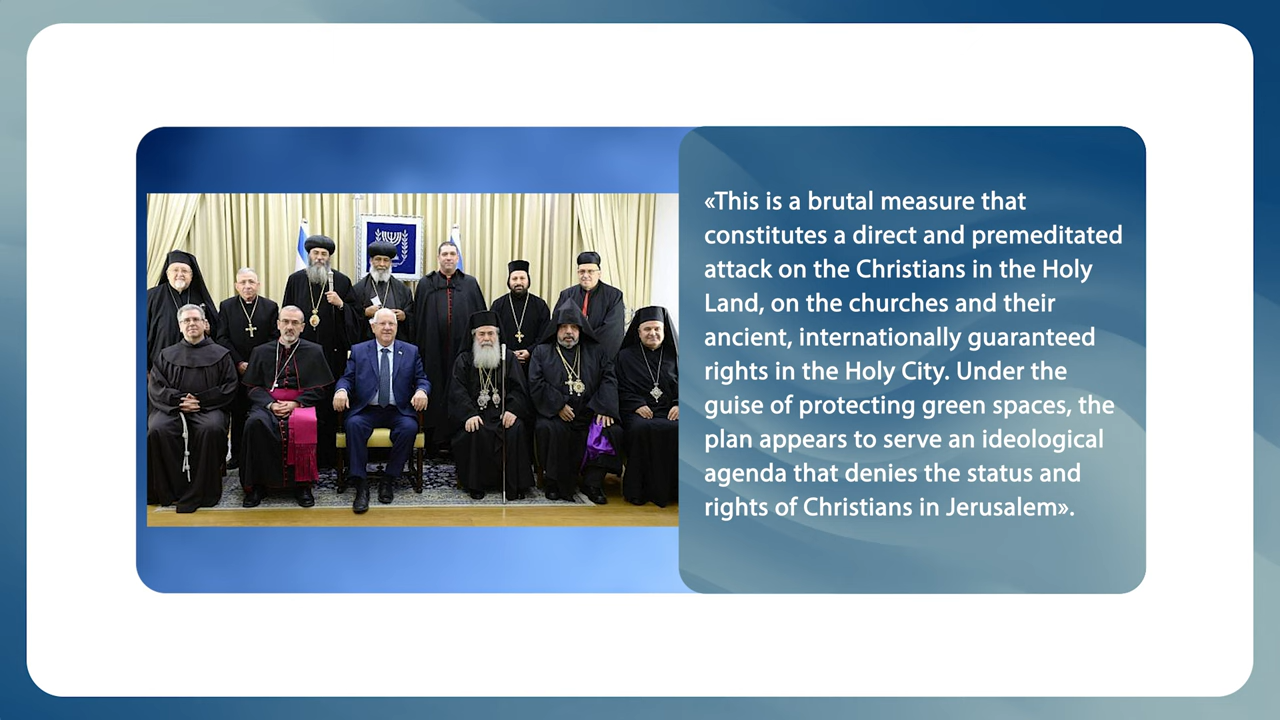 «This is a brutal measure that
constitutes a direct and premeditated
attack on the Christians in the Holy
Land, on the churches and their
ancient, internationally guaranteed
rights in the Holy City. Under the
guise of protecting green spaces, the
plan appears to serve an ideological
agenda that denies the status and
rights of Christians in Jerusalem».